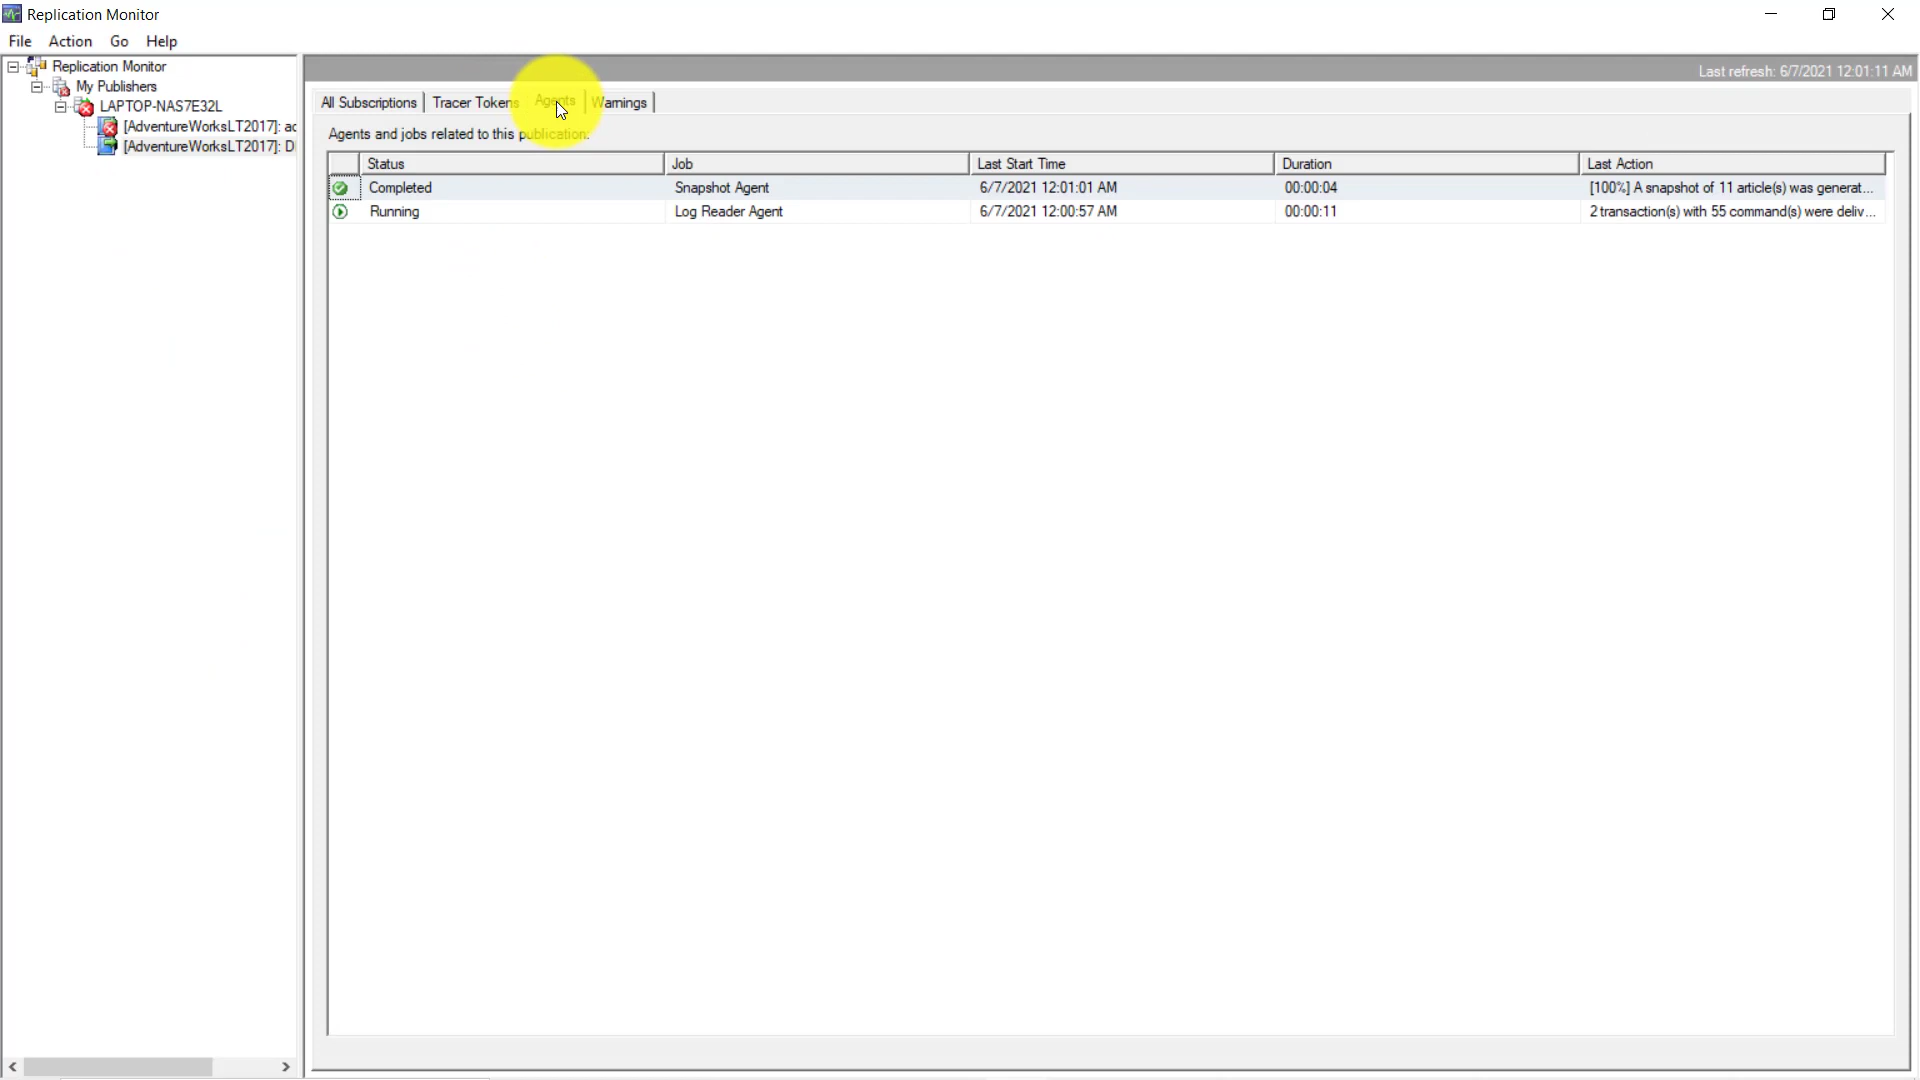 Replication Monitor
File Action Go Help
Replication Monitor
My Publishers
LAPTOP-NAS7E32L
[AdventureWorksLT2017]: ac
[AdventureWorksLT2017]: D
Last refresh: 6/7/2021 12:01:11 AM
All Subscriptions Tracer Tokens Agents Warnings
Agents and jobs related to this publication:
Status Job Last Start Time Duration Last Action
Completed Snapshot Agent 6/7/2021 12:01:01 AM 00:00:04 [100%] A snapshot of 11 article(s) was generat...
Running Log Reader Agent 6/7/2021 12:00:57 AM 00:00:11 2 transaction(s) with 55 command(s) were deliv...